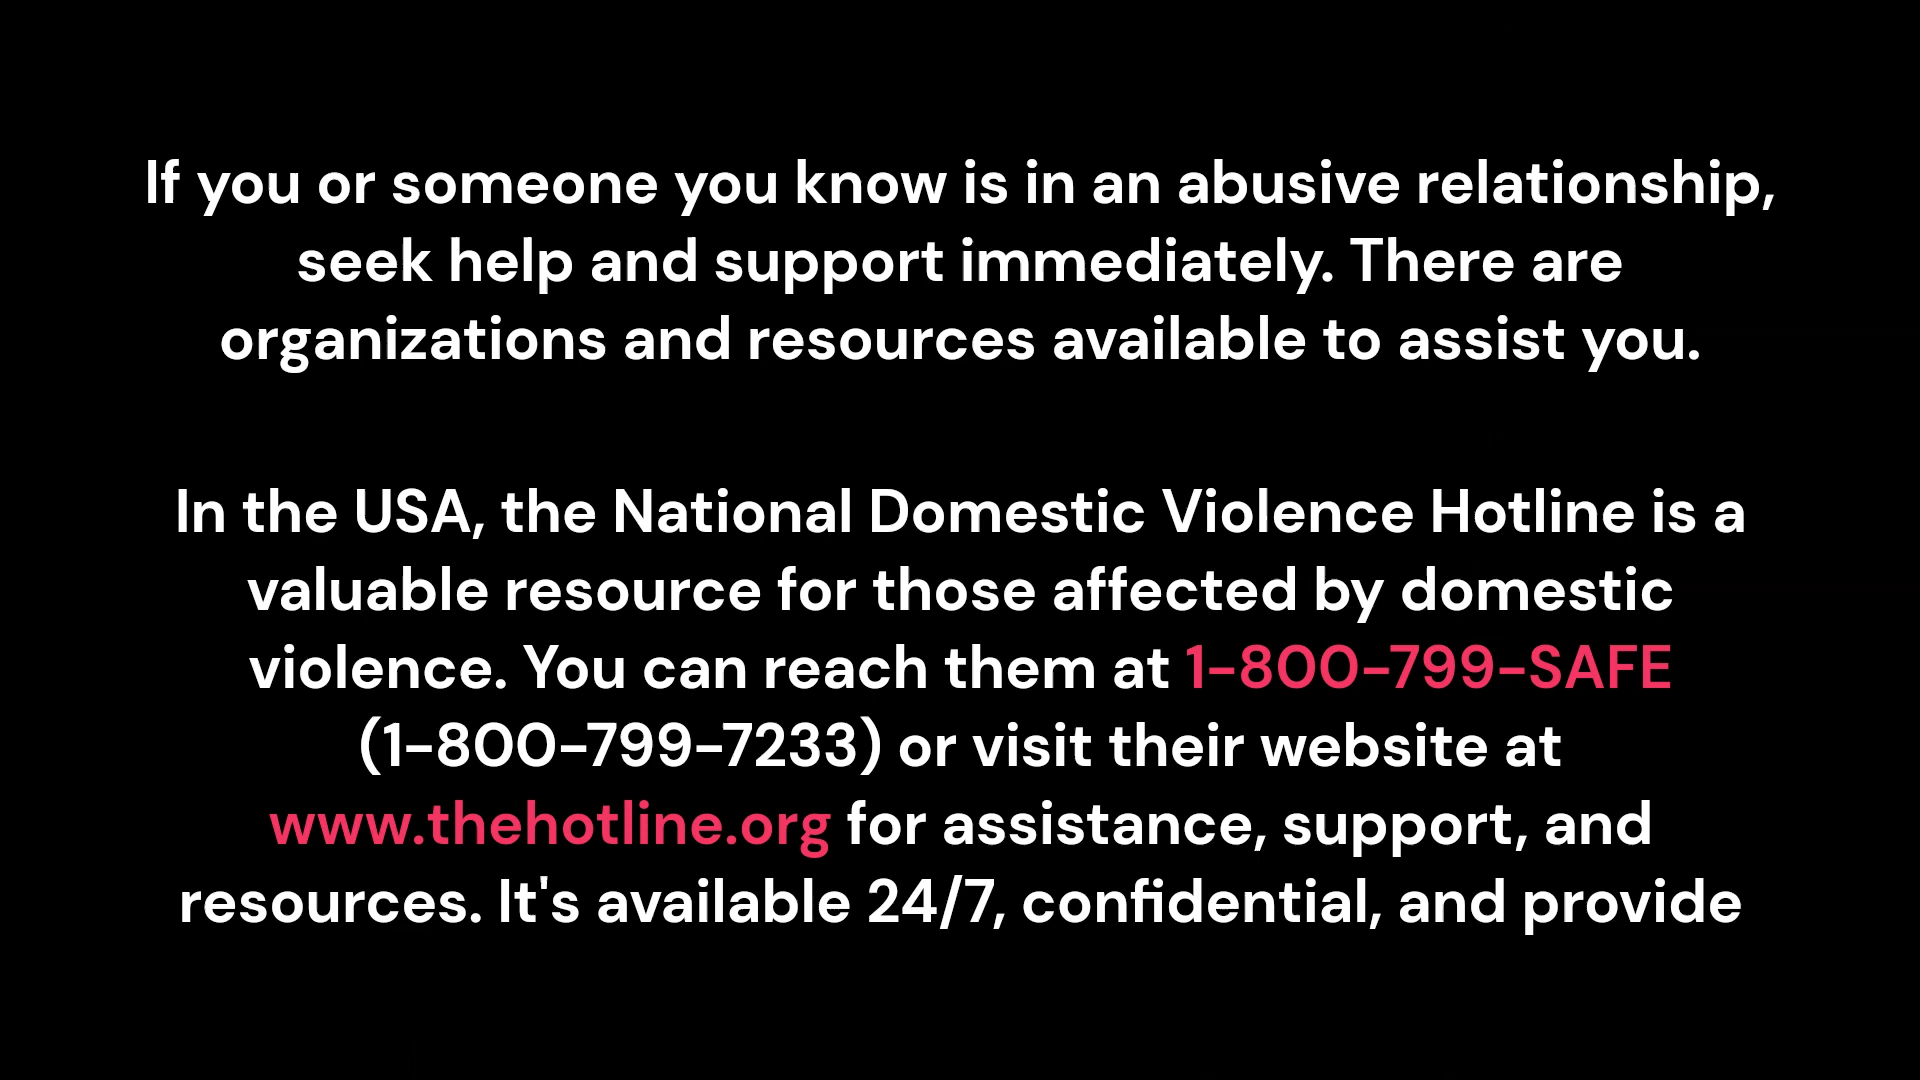 If you or someone you know is in an abusive relationship,
seek help and support immediately. There are
organizations and resources available to assist you.
In the USA, the National Domestic Violence Hotline is a
valuable resource for those affected by domestic
violence. You can reach them at 1-800-799-SAFE
(1-800-799-7233) or visit their website at
www.thehotline.org for assistance, support, and
resources. It's available 24/7, confidential, and provide